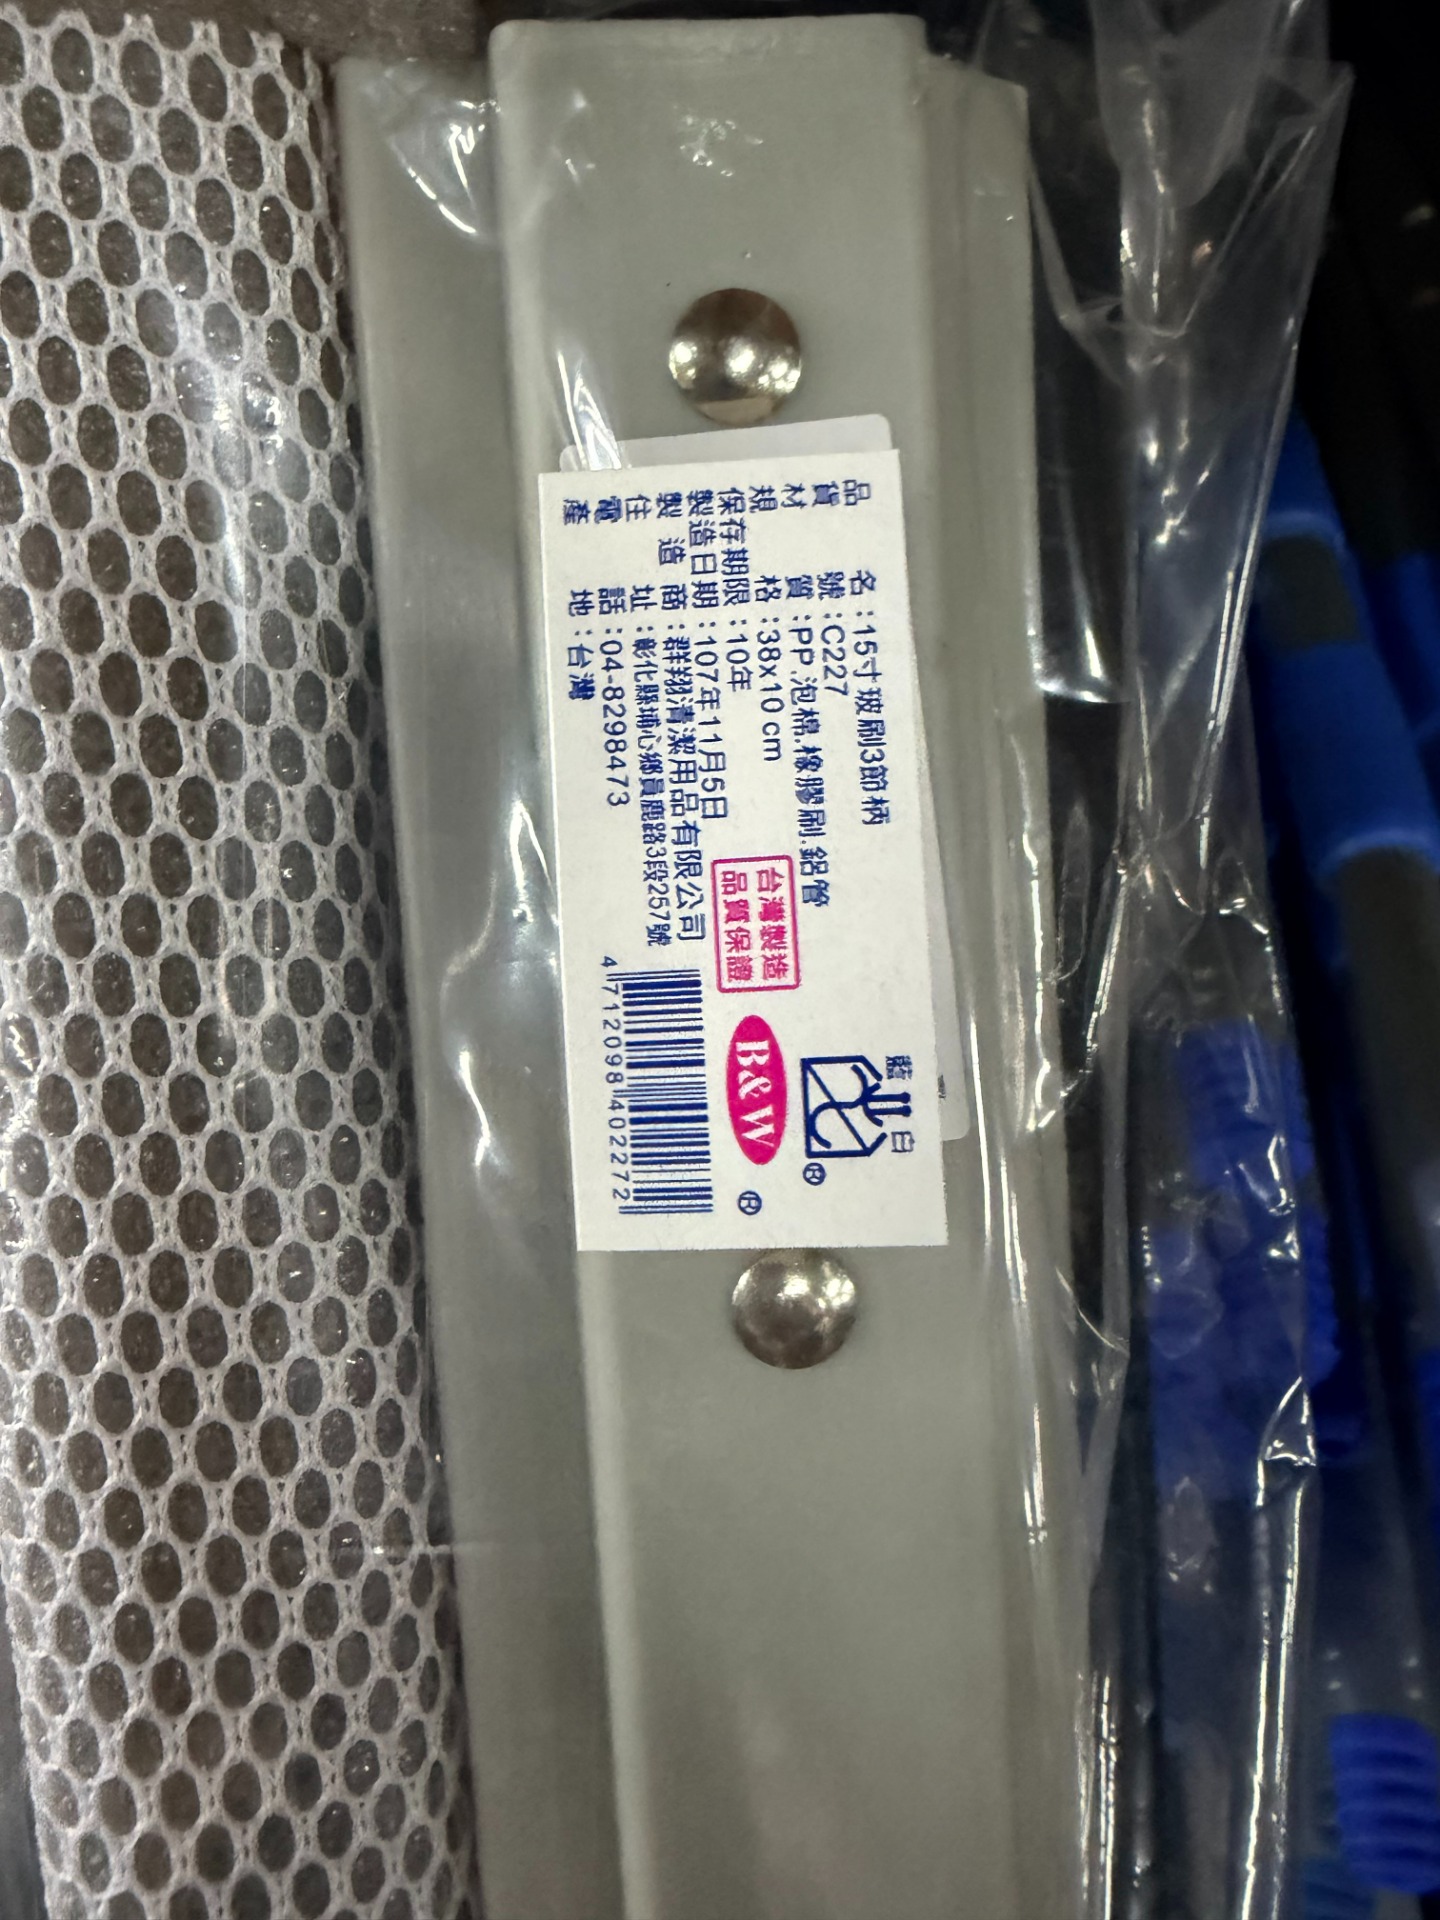 品　　名：15寸玻刷3節柄
貨　　號：C227
材　　質：PP.泡棉.橡膠刷.鋁管
規　　格：38x10 cm
保存期限：10年
製造日期：107年11月5日
製 造 商：群翔清潔用品有限公司
住　　址：彰化縣埔心鄉員鹿路3段257號
電　　話：04-8298473
產　　地：台灣
台灣製造
品質保證
藍 白
®
B&W
®
4 712098 402272